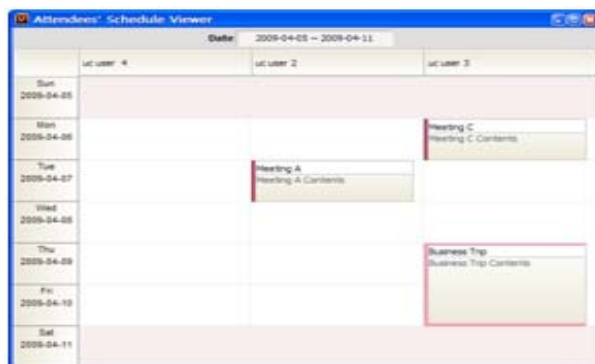 Attendees' Schedule Viewer
Date 2009-04-05 ~ 2009-04-11
uc user 4 uc user 2 uc user 3
Sun
2009-04-05
Mon
2009-04-06
Meeting C
Meeting C Contents
Tue
2009-04-07
Meeting A
Meeting A Contents
Wed
2009-04-08
Thu
2009-04-09
Business Trip
Business Trip Contents
Fri
2009-04-10
Sat
2009-04-11